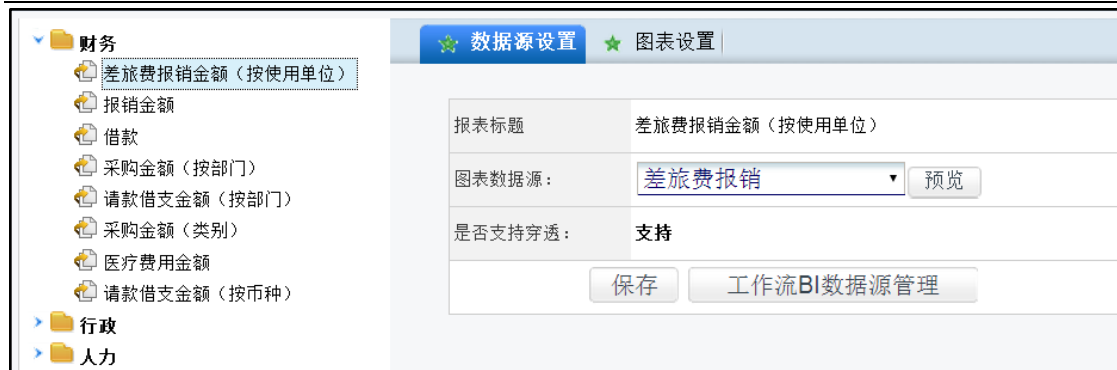 财务
差旅费报销金额（按使用单位）
报销金额
借款
采购金额（按部门）
请款借支金额（按部门）
采购金额（类别）
医疗费用金额
请款借支金额（按币种）
行政
人力
数据源设置 图表设置
报表标题 差旅费报销金额（按使用单位）
图表数据源： 差旅费报销 预览
是否支持穿透： 支持
保存 工作流BI数据源管理